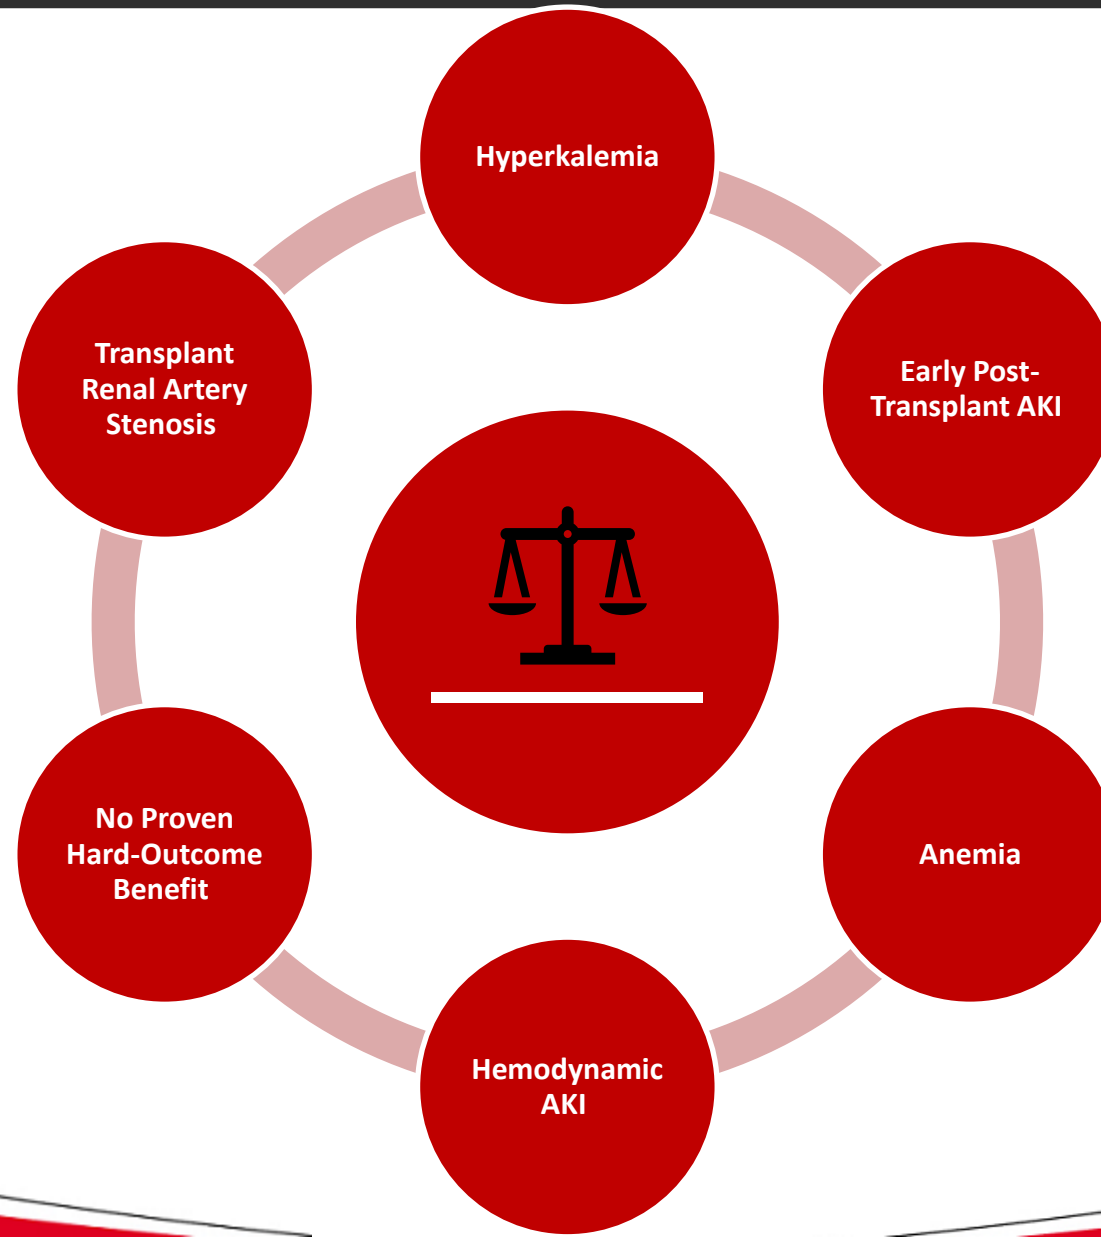 Hyperkalemia
Early Post-
Transplant AKI
Anemia
Hemodynamic
AKI
No Proven
Hard-Outcome
Benefit
Transplant
Renal Artery
Stenosis